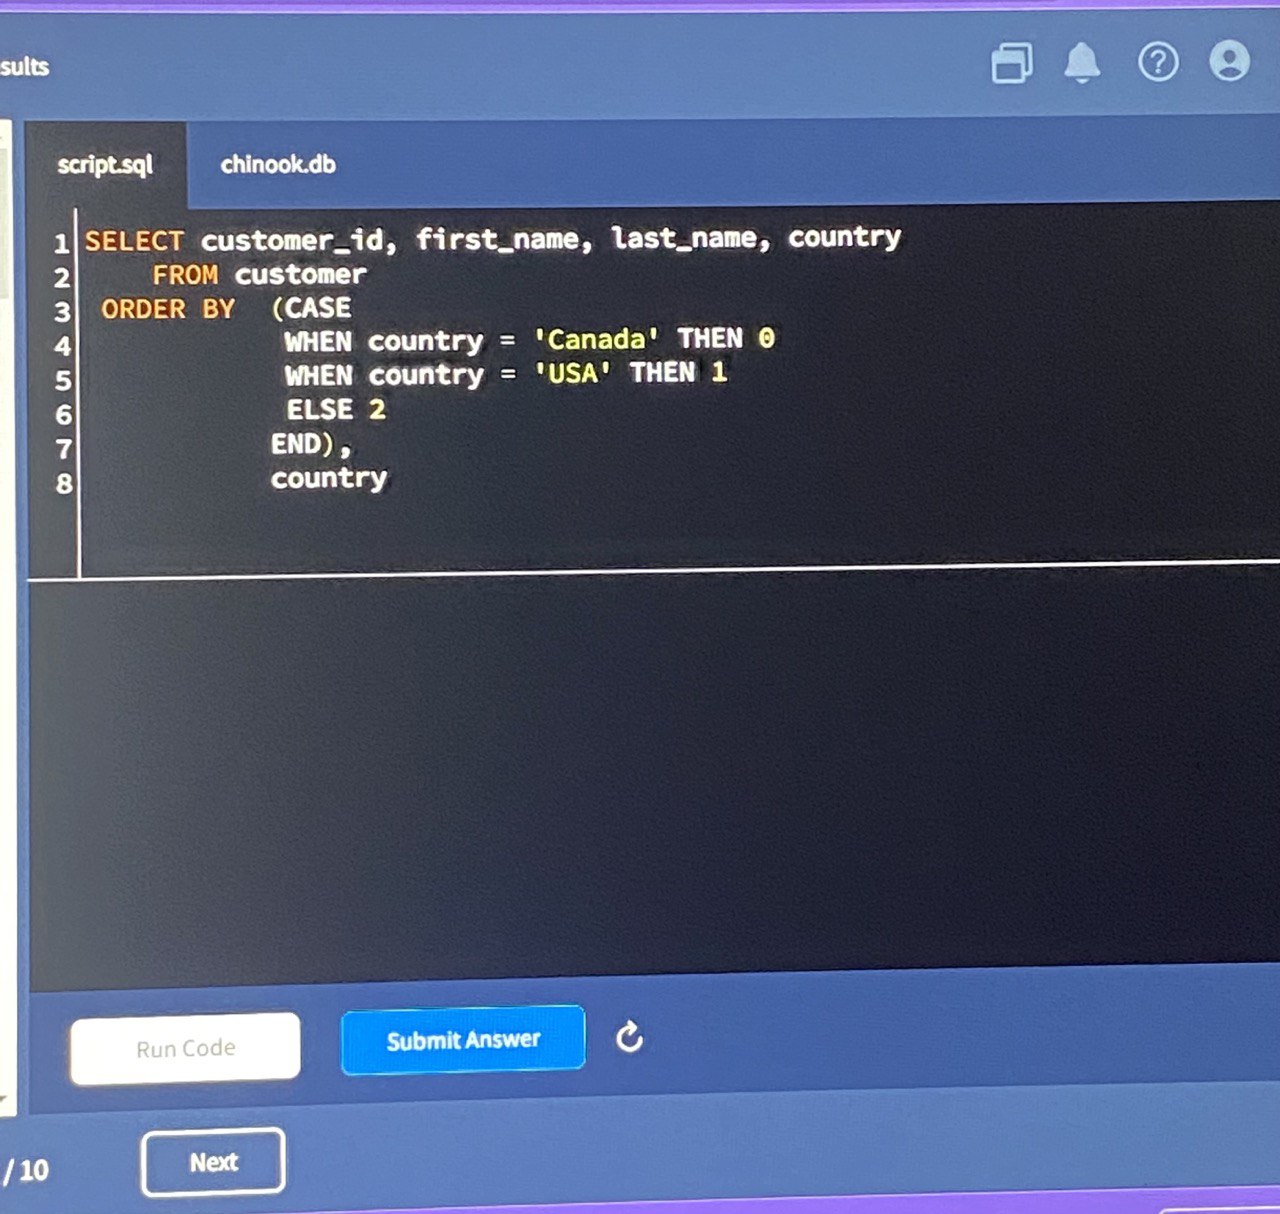 sults
script.sql chinook.db
1 SELECT customer_id, first_name, last_name, country
2 FROM customer
3 ORDER BY (CASE
4 WHEN country = 'Canada' THEN 0
5 WHEN country = 'USA' THEN 1
6 ELSE 2
7 END),
8 country
Run Code Submit Answer
/ 10 Next